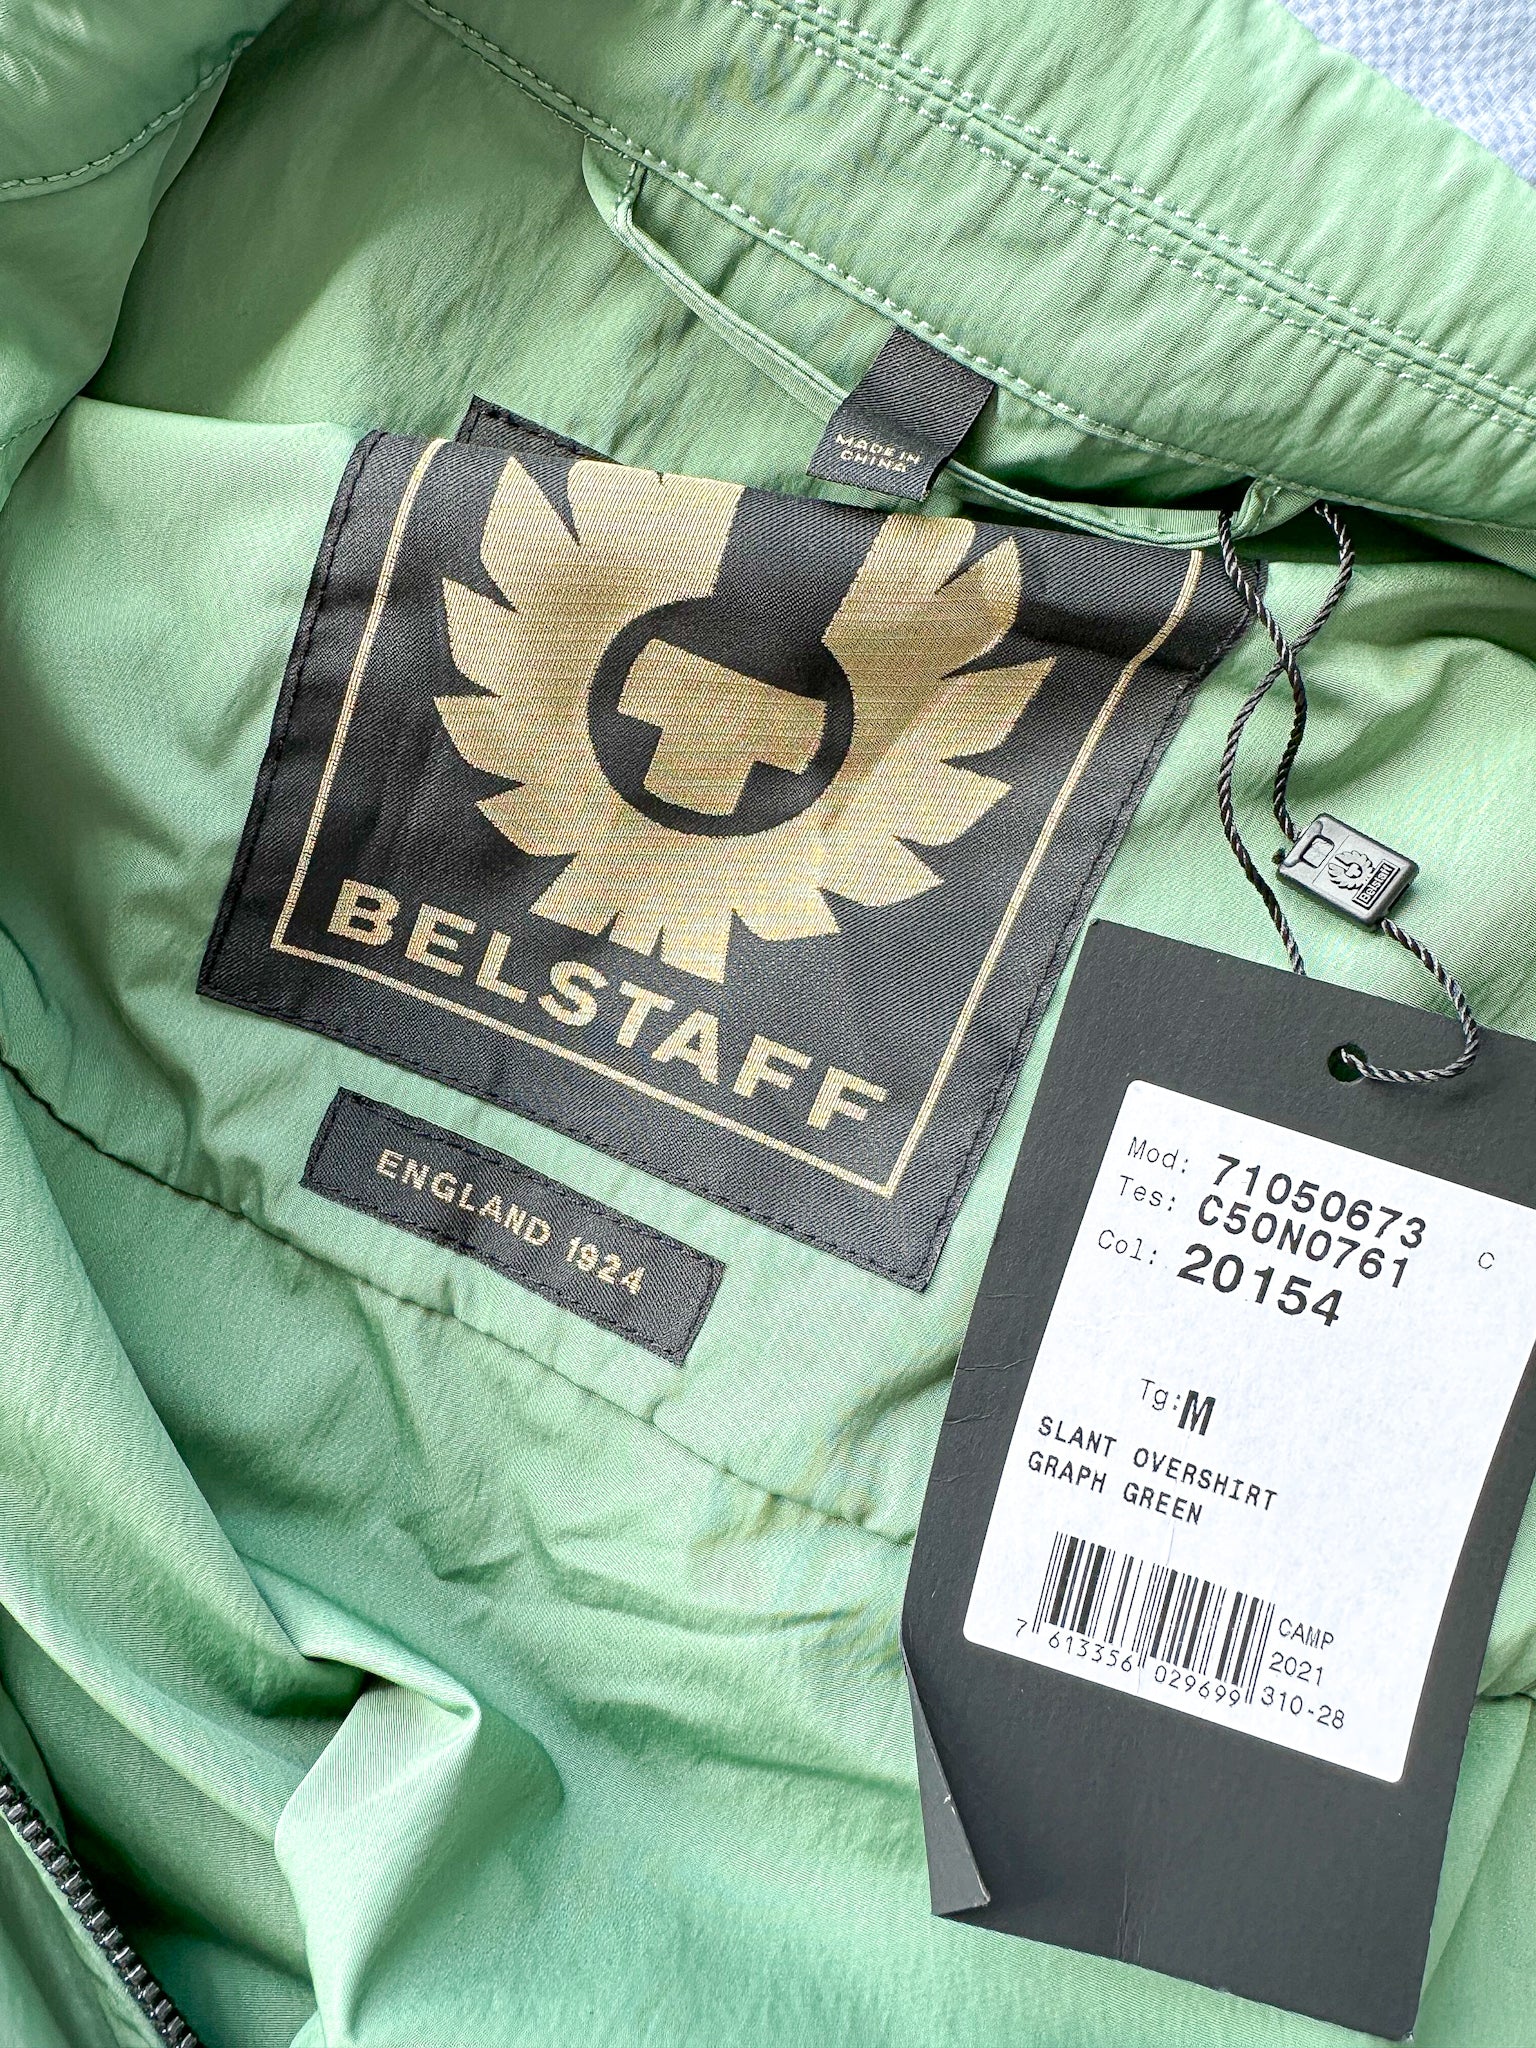 MADE IN
CHINA
BELSTAFF
ENGLAND 1924
BELSTAFF
Mod: 71050673
Tes: C50N0761 C
Col: 20154
Tg: M
SLANT OVERSHIRT
GRAPH GREEN
CAMP
2021
310-28
7 613356 029699